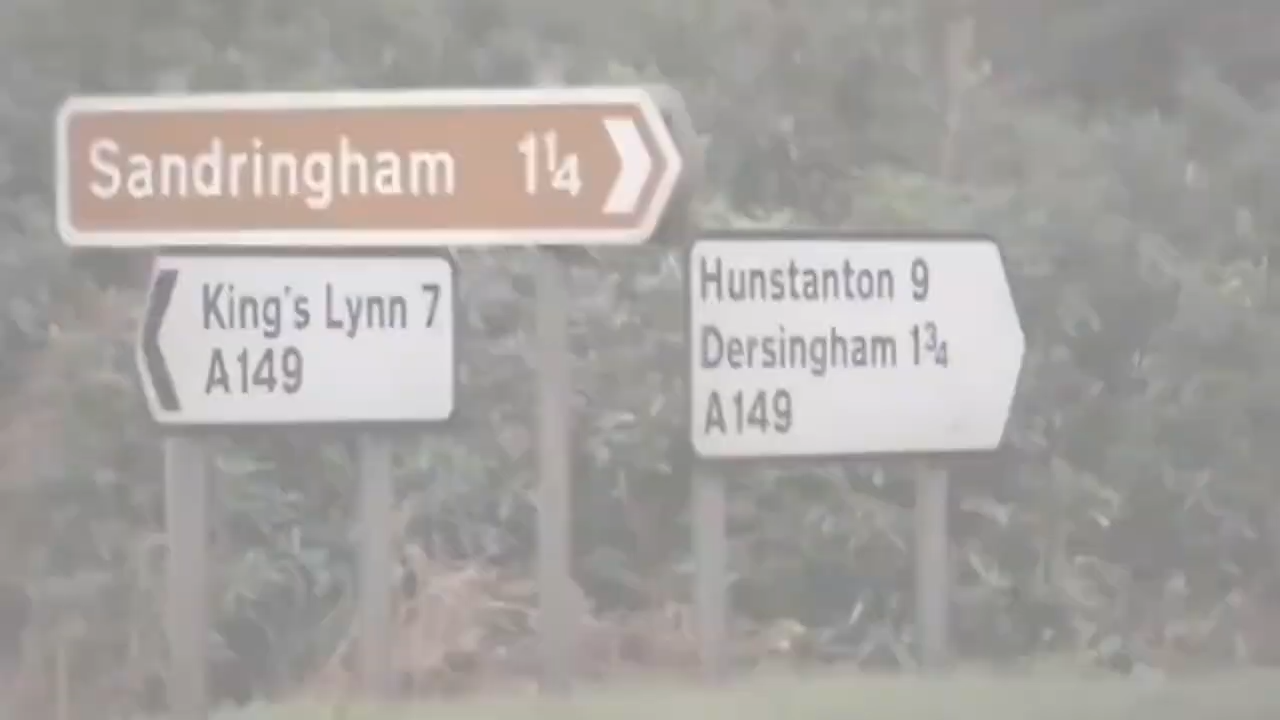 Sandringham 1¼
King's Lynn 7
A149
Hunstanton 9
Dersingham 1¾
A149